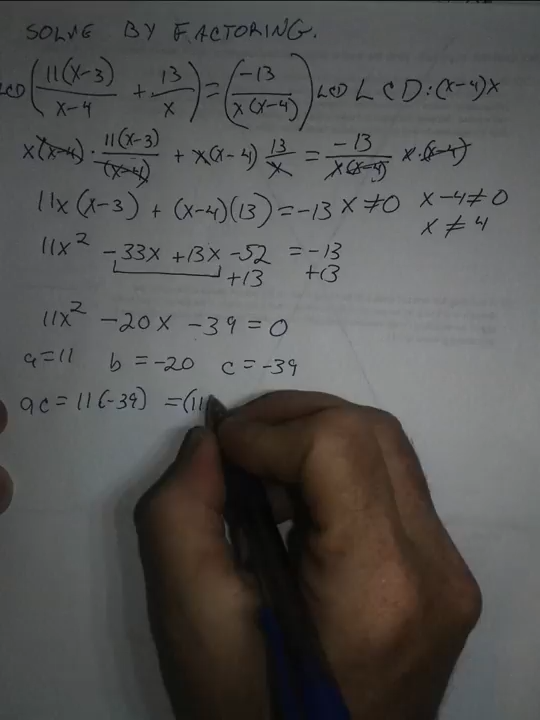 SOLVE BY FACTORING.
LCD(11(x-3)/x-4 + 13/x) = (-13/x(x-4)) LCD LCD:(x-4)x
x(x-4) · 11(x-3)/(x-4) + x(x-4) 13/x = -13/x(x-4) x·(x-4)
11x(x-3) + (x-4)(13) = -13 x≠0 x-4≠0
x≠4
11x² -33x +13x -52 = -13
+13 +13
11x² -20x -39 = 0
a=11 b=-20 c=-39
ac = 11(-39) =(11